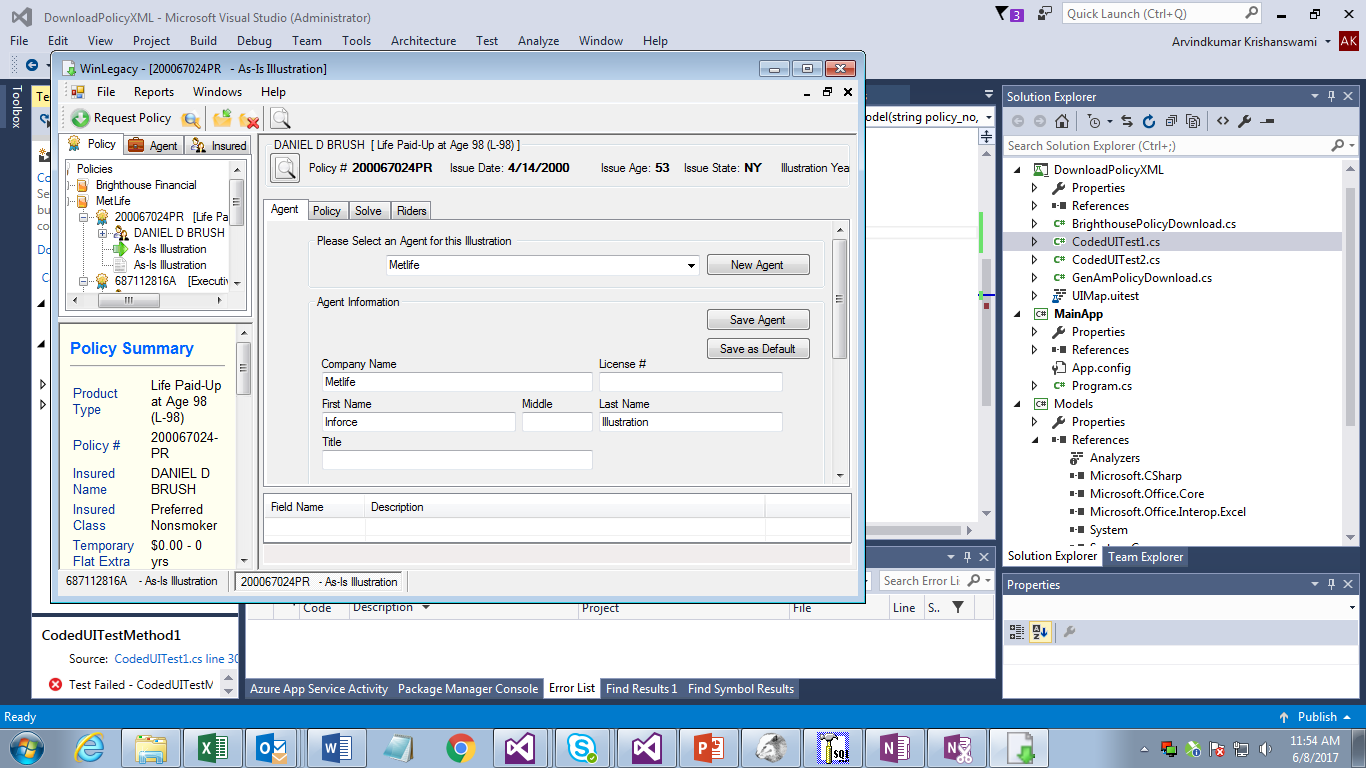 DownloadPolicyXML - Microsoft Visual Studio (Administrator)
3
Quick Launch (Ctrl+Q)
File Edit View Project Build Debug Team Tools Architecture Test Analyze Window Help
Arvindkumar Krishanswami AK
Toolbox
WinLegacy - [200067024PR - As-Is Illustration]
File Reports Windows Help
Request Policy
Policy Agent Insured
Policies
Brighthouse Financial
MetLife
200067024PR [Life Pa
DANIEL D BRUSH
As-Is Illustration
As-Is Illustration
687112816A [Executiv
Policy Summary
Product Type Life Paid-Up at Age 98 (L-98)
Policy # 200067024-PR
Insured Name DANIEL D BRUSH
Insured Class Preferred Nonsmoker
Temporary Flat Extra $0.00 - 0 yrs
DANIEL D BRUSH [ Life Paid-Up at Age 98 (L-98) ]
Policy # 200067024PR Issue Date: 4/14/2000 Issue Age: 53 Issue State: NY Illustration Yea
Agent Policy Solve Riders
Please Select an Agent for this Illustration
Metlife New Agent
Agent Information
Save Agent
Save as Default
Company Name License #
Metlife
First Name Middle Last Name
Inforce Illustration
Title
Field Name Description
687112816A - As-Is Illustration 200067024PR - As-Is Illustration
odel(string policy_no,
Search Error Li
Code Description Project File Line S..
CodedUITestMethod1
Source: CodedUITest1.cs line 30
Test Failed - CodedUITestM
Azure App Service Activity Package Manager Console Error List Find Results 1 Find Symbol Results
Solution Explorer
Search Solution Explorer (Ctrl+;)
DownloadPolicyXML
Properties
References
BrighthousePolicyDownload.cs
CodedUITest1.cs
CodedUITest2.cs
GenAmPolicyDownload.cs
UIMap.uitest
MainApp
Properties
References
App.config
Program.cs
Models
Properties
References
Analyzers
Microsoft.CSharp
Microsoft.Office.Core
Microsoft.Office.Interop.Excel
System
Solution Explorer Team Explorer
Properties
Ready
Publish
11:54 AM
6/8/2017